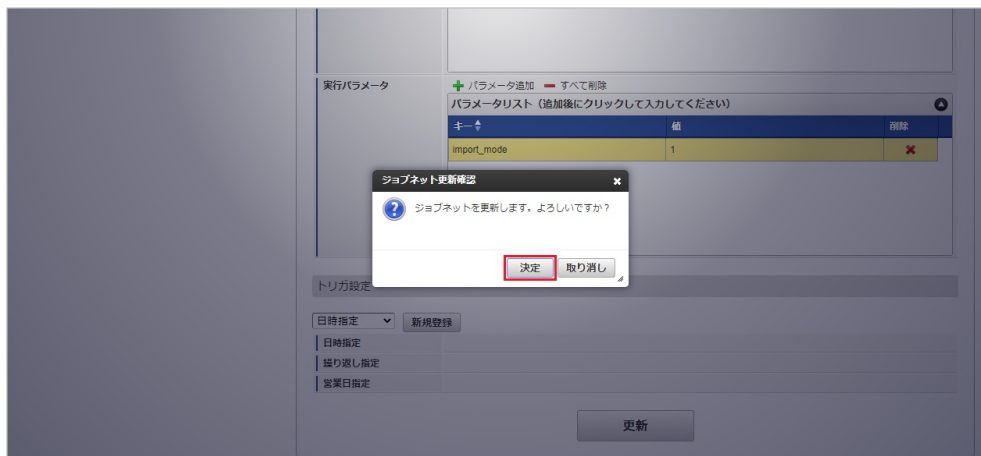 実行パラメータ
パラメータ追加 すべて削除
パラメータリスト（追加後にクリックして入力してください）
キー 値 削除
import_mode 1
ジョブネット更新確認
ジョブネットを更新します。よろしいですか？
決定 取り消し
トリガ設定
日時指定 新規登録
日時指定
繰り返し指定
営業日指定
更新